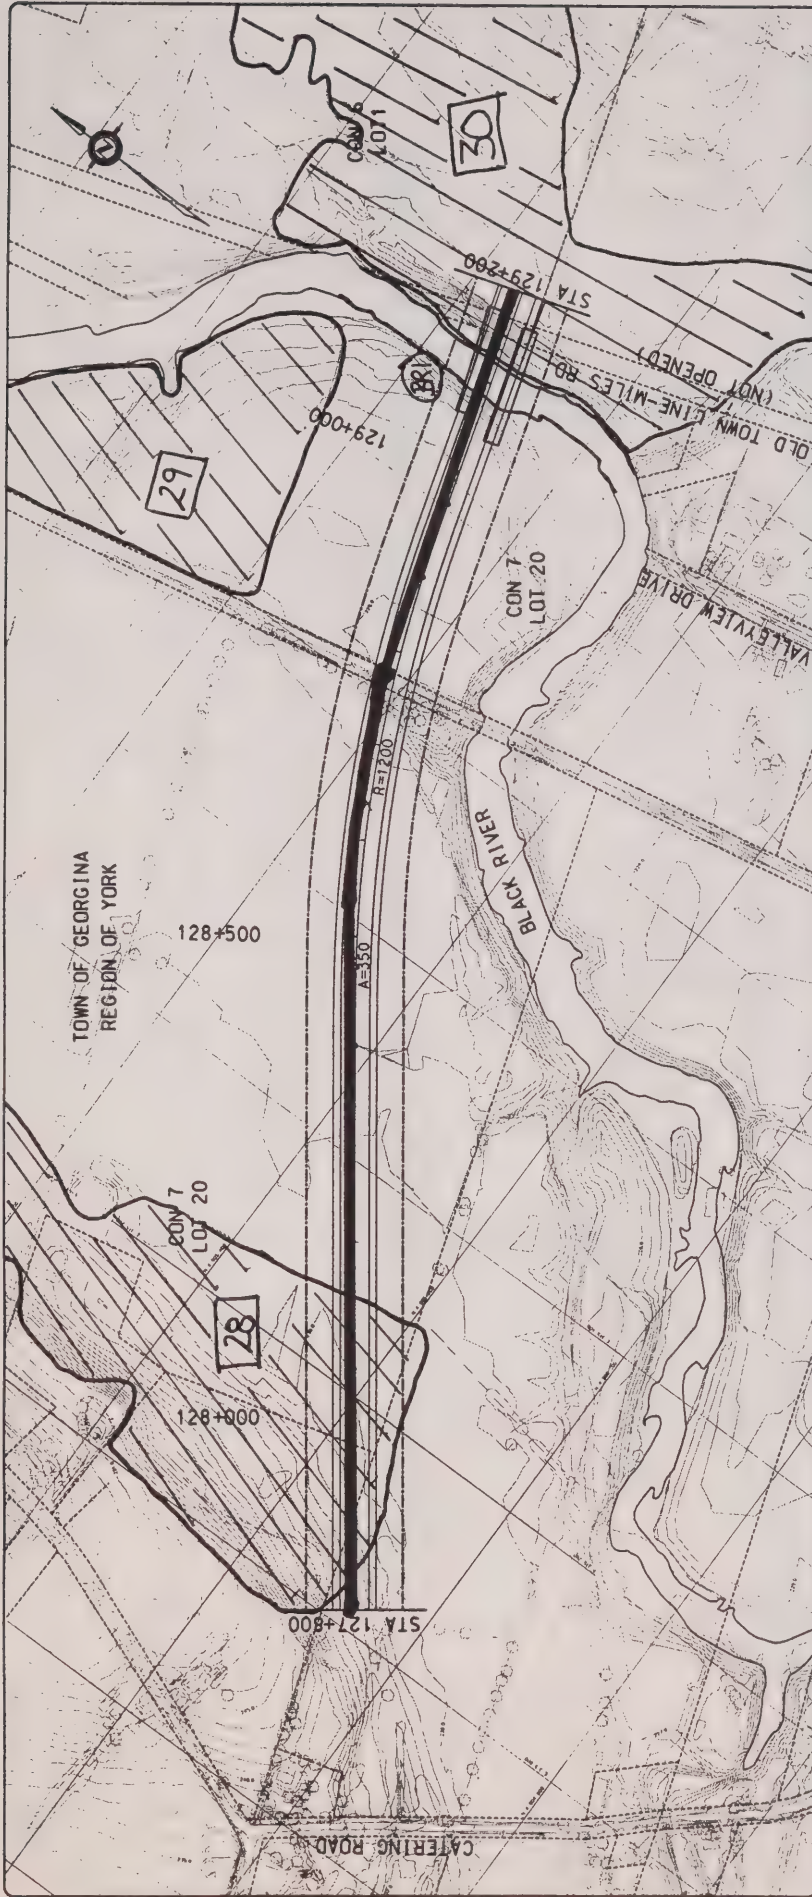 CON 6
LOT 1
30
N
STA 129+200
BR
29
129+000
OLD TOWN LINE-MILES RD
(NOT OPENED)
CON 7
LOT 20
VALLEYVIEW DRIVE
R=1200
BLACK RIVER
TOWN OF GEORGINA
REGION OF YORK
128+500
A=350
CON 7
LOT 20
28
128+000
STA 127+800
CATERING ROAD